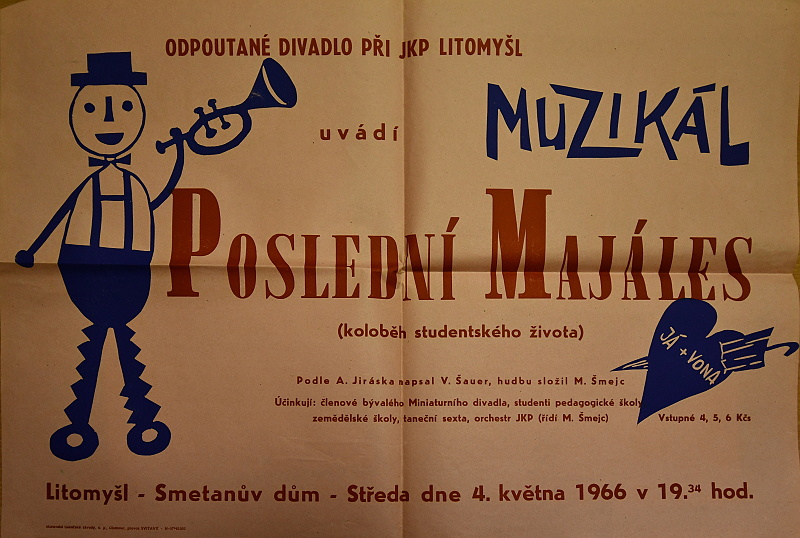 ODPOUTANÉ DIVADLO PŘI JKP LITOMYŠL
uvádí
MUZIKÁL
POSLEDNÍ MAJÁLES
(koloběh studentského života)
JÁ + VONA
Podle A. Jiráska napsal V. Šauer, hudbu složil M. Šmejc
Účinkují: členové bývalého Miniaturního divadla, studenti pedagogické školy
zemědělské školy, taneční sexta, orchestr JKP (řídí M. Šmejc)
Vstupné 4, 5, 6 Kčs
Litomyšl - Smetanův dům - Středa dne 4. května 1966 v 19.34 hod.